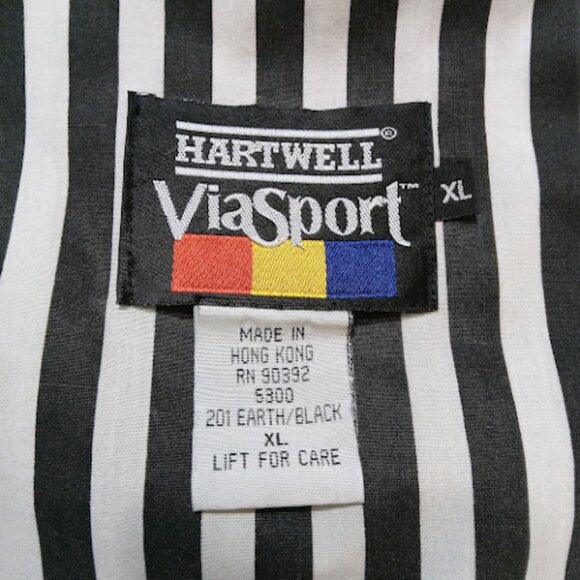 HARTWELL®
ViaSport™
XL
MADE IN
HONG KONG
RN 90392
5300
201 EARTH/BLACK
XL
LIFT FOR CARE